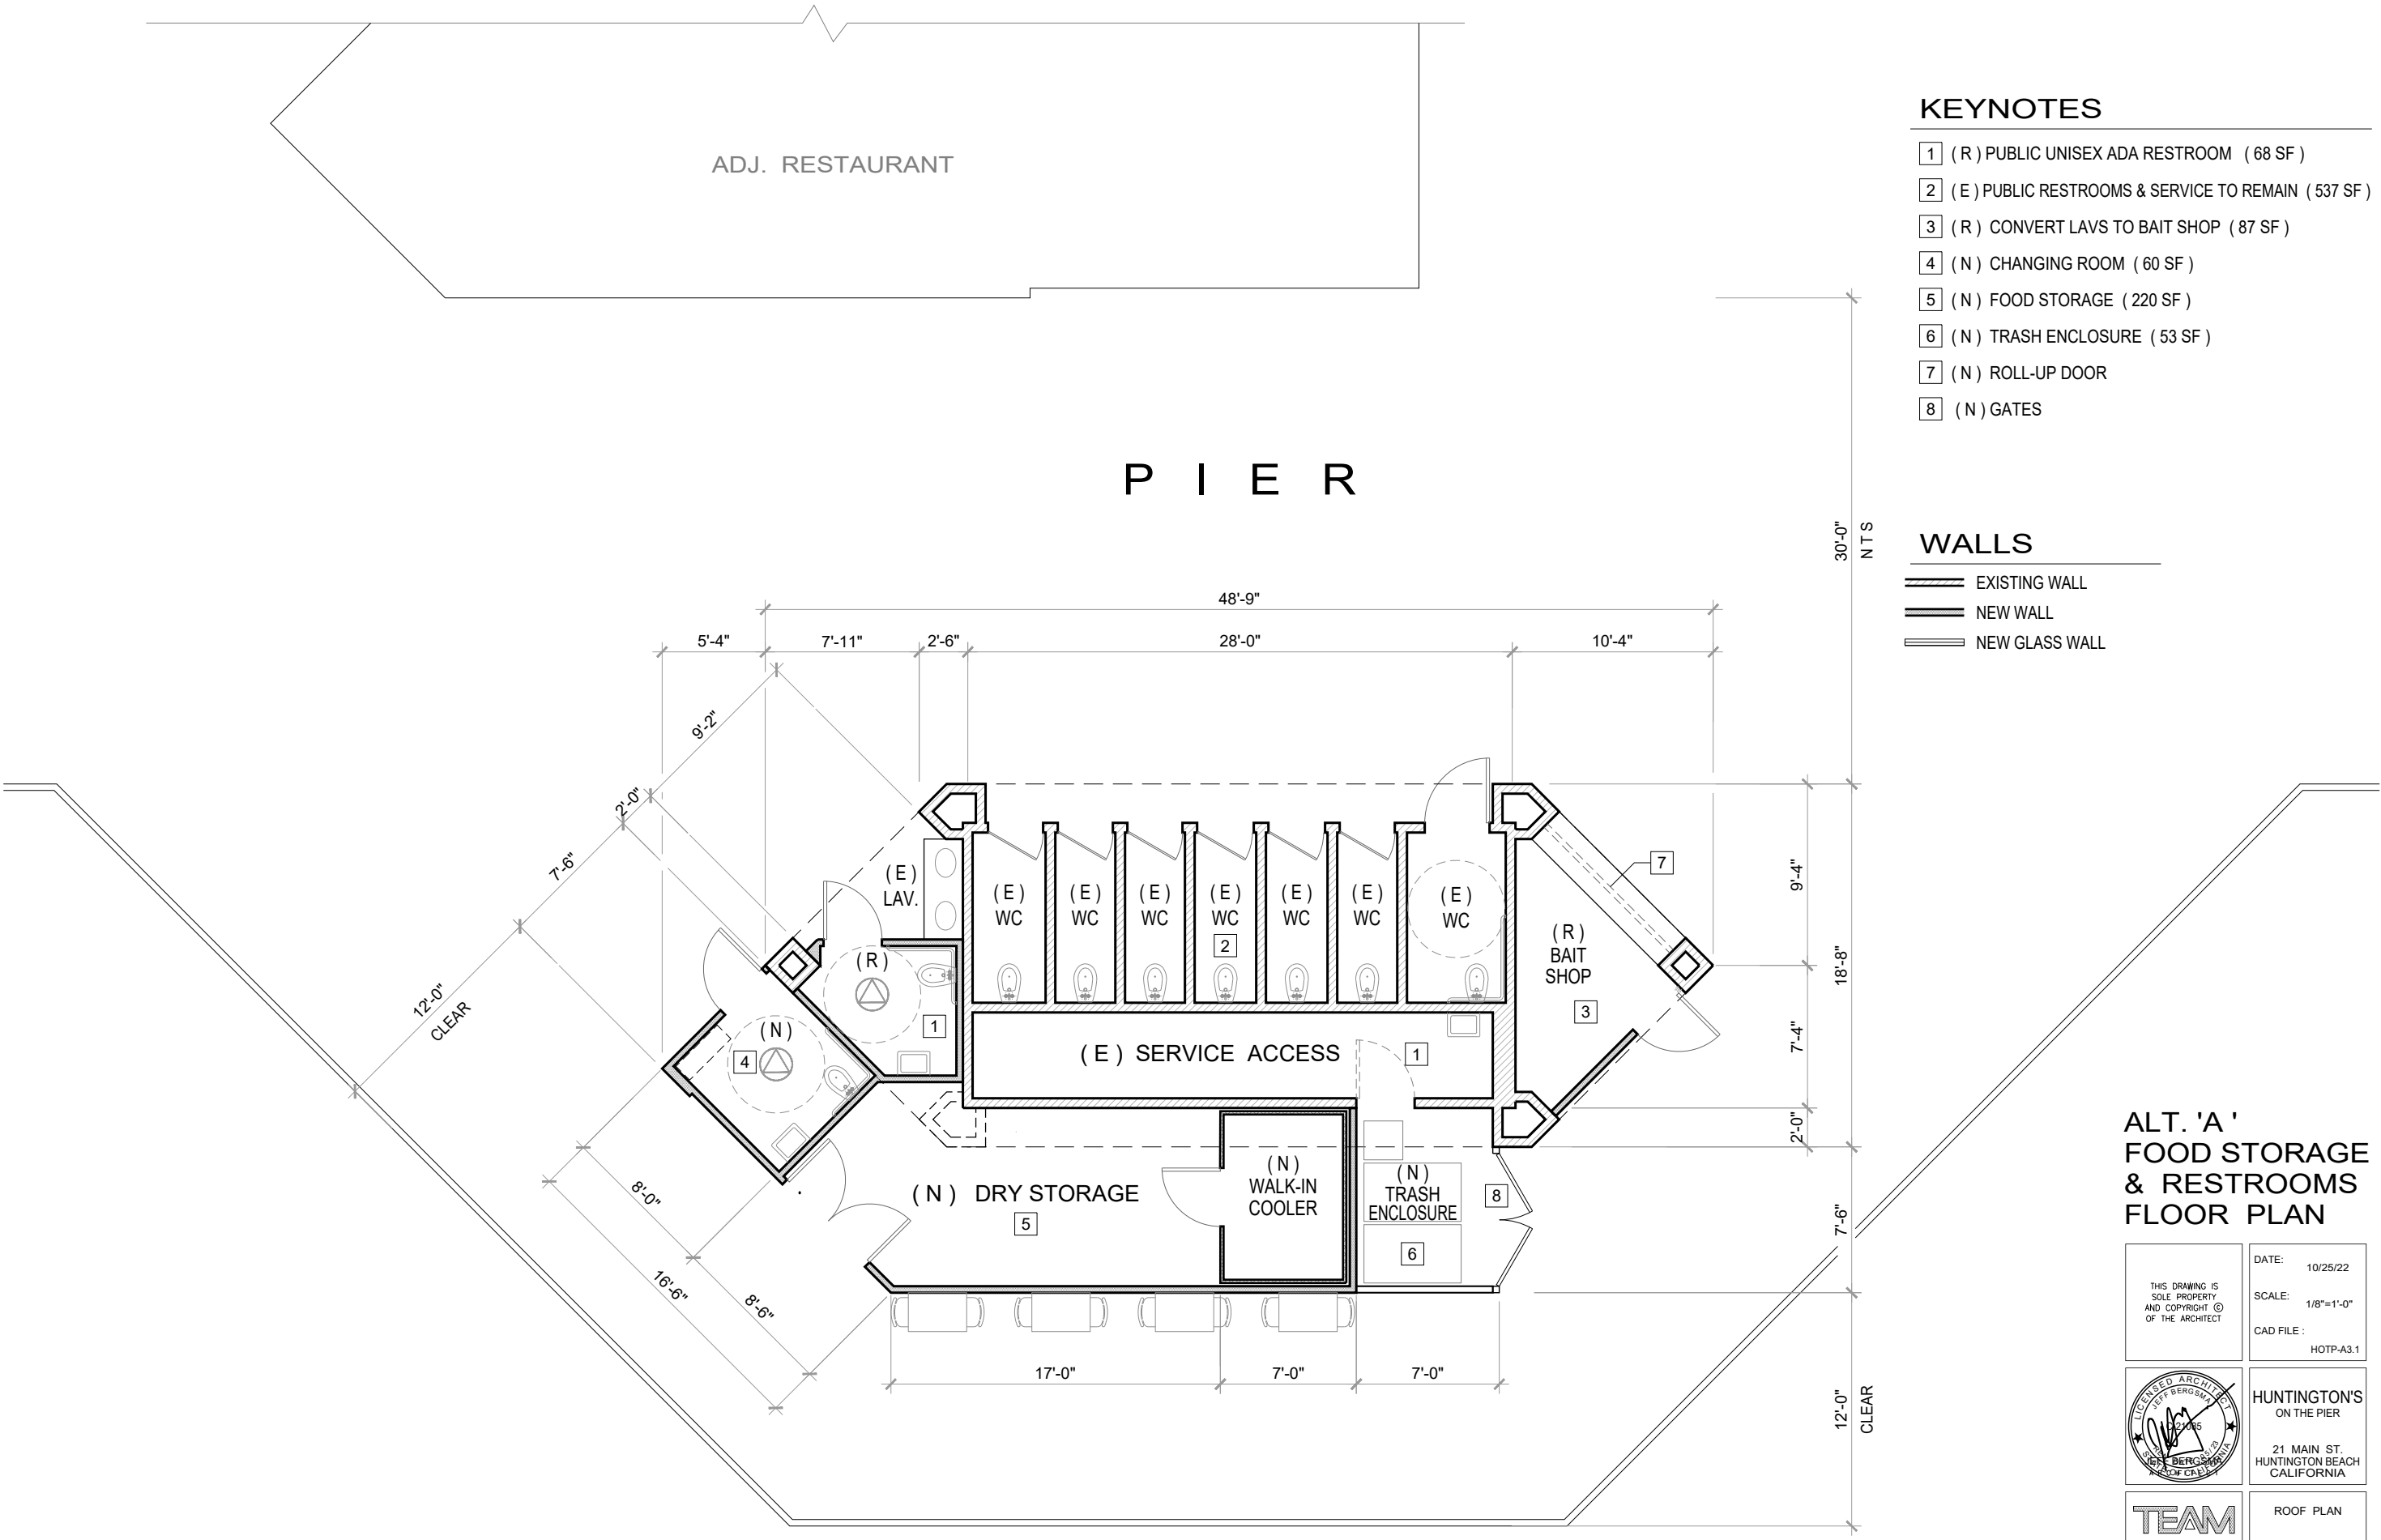 ADJ. RESTAURANT
P I E R
KEYNOTES
1 ( R ) PUBLIC UNISEX ADA RESTROOM ( 68 SF )
2 ( E ) PUBLIC RESTROOMS & SERVICE TO REMAIN ( 537 SF )
3 ( R ) CONVERT LAVS TO BAIT SHOP ( 87 SF )
4 ( N ) CHANGING ROOM ( 60 SF )
5 ( N ) FOOD STORAGE ( 220 SF )
6 ( N ) TRASH ENCLOSURE ( 53 SF )
7 ( N ) ROLL-UP DOOR
8 ( N ) GATES
WALLS
EXISTING WALL
NEW WALL
NEW GLASS WALL
30'-0"
N T S
48'-9"
5'-4"
7'-11"
2'-6"
28'-0"
10'-4"
9'-2"
2'-0"
7'-6"
12'-0"
CLEAR
( E )
LAV.
( E )
WC
( E )
WC
( E )
WC
( E )
WC
2
( E )
WC
( E )
WC
( E )
WC
7
( R )
BAIT
SHOP
3
9'-4"
18'-8"
7'-4"
2'-0"
7'-6"
12'-0"
CLEAR
( R )
1
( N )
4
( E ) SERVICE ACCESS
1
( N ) DRY STORAGE
5
( N )
WALK-IN
COOLER
( N )
TRASH
ENCLOSURE
6
8
8'-0"
16'-6"
8'-6"
17'-0"
7'-0"
7'-0"
ALT. 'A '
FOOD STORAGE
& RESTROOMS
FLOOR PLAN
THIS DRAWING IS
SOLE PROPERTY
AND COPYRIGHT ©
OF THE ARCHITECT
DATE: 10/25/22
SCALE: 1/8"=1'-0"
CAD FILE :
HOTP-A3.1
LICENSED ARCHITECT
JEFF BERGSMA
STATE OF CALIFORNIA
HUNTINGTON'S
ON THE PIER
21 MAIN ST.
HUNTINGTON BEACH
CALIFORNIA
TEAM
ROOF PLAN